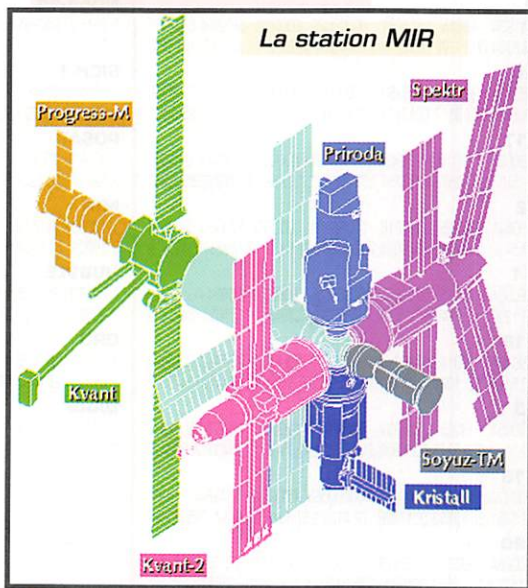 La station MIR
Spektr
Progress-M
Priroda
Kvant
Soyuz-TM
Kristall
Kvant-2